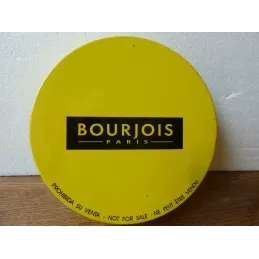 BOURJOIS
PARIS
PROHIBIDA SU VENTA - NOT FOR SALE - NE PEUT ÊTRE VENDU